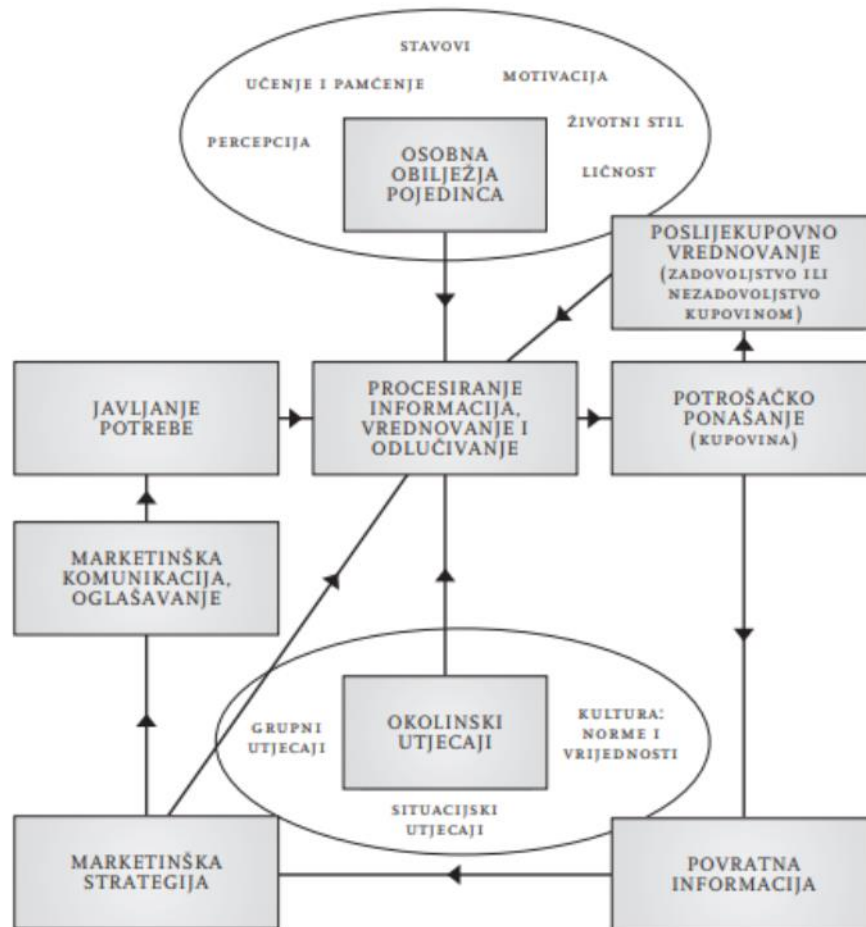 STAVOVI
UČENJE I PAMĆENJE
MOTIVACIJA
PERCEPCIJA
ŽIVOTNI STIL
LIČNOST
OSOBNA
OBILJEŽJA
POJEDINCA
POSLIJEKUPOVNO
VREDNOVANJE
(ZADOVOLJSTVO ILI
NEZADOVOLJSTVO
KUPOVINOM)
JAVLJANJE
POTREBE
PROCESIRANJE
INFORMACIJA,
VREDNOVANJE I
ODLUČIVANJE
POTROŠAČKO
PONAŠANJE
(KUPOVINA)
MARKETINŠKA
KOMUNIKACIJA,
OGLAŠAVANJE
GRUPNI
UTJECAJI
OKOLINSKI
UTJECAJI
KULTURA:
NORME I
VRIJEDNOSTI
SITUACIJSKI
UTJECAJI
MARKETINŠKA
STRATEGIJA
POVRATNA
INFORMACIJA